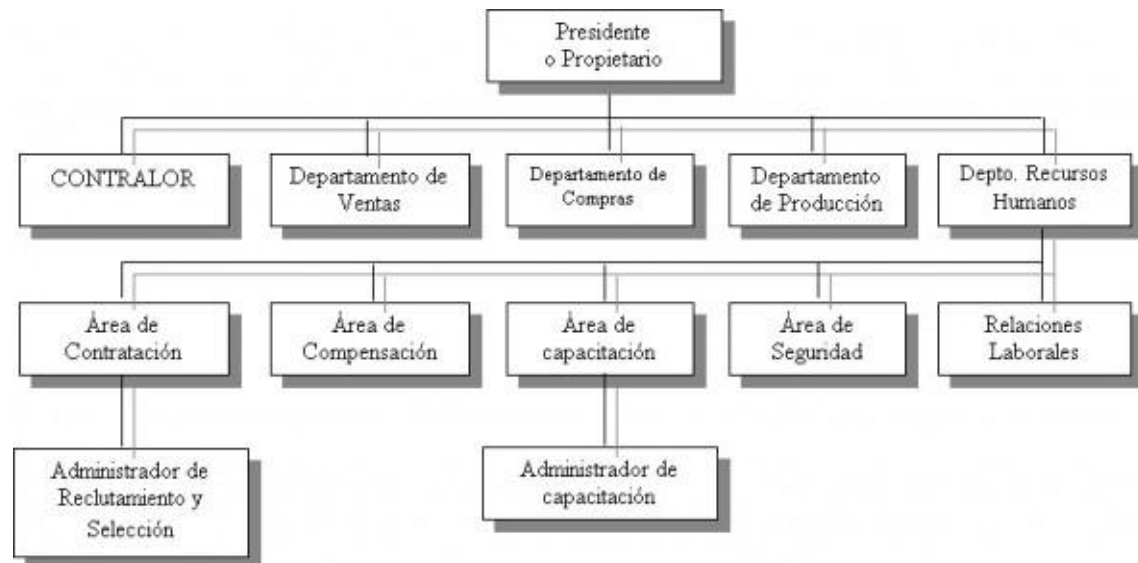 Presidente
o Propietario
CONTRALOR
Departamento de
Ventas
Departamento de
Compras
Departamento
de Producción
Depto. Recursos
Humanos
Área de
Contratación
Área de
Compensación
Área de
capacitación
Área de
Seguridad
Relaciones
Laborales
Administrador de
Reclutamiento y
Selección
Administrador de
capacitación